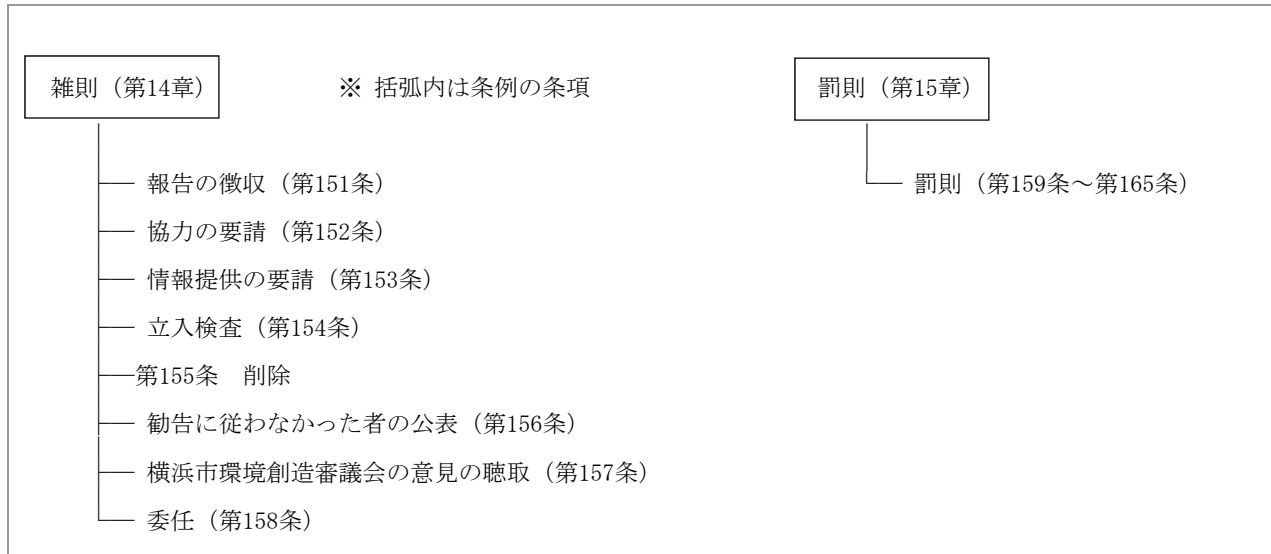 雑則（第14章）
※ 括弧内は条例の条項
罰則（第15章）
報告の徴収（第151条）
罰則（第159条～第165条）
協力の要請（第152条）
情報提供の要請（第153条）
立入検査（第154条）
第155条　削除
勧告に従わなかった者の公表（第156条）
横浜市環境創造審議会の意見の聴取（第157条）
委任（第158条）